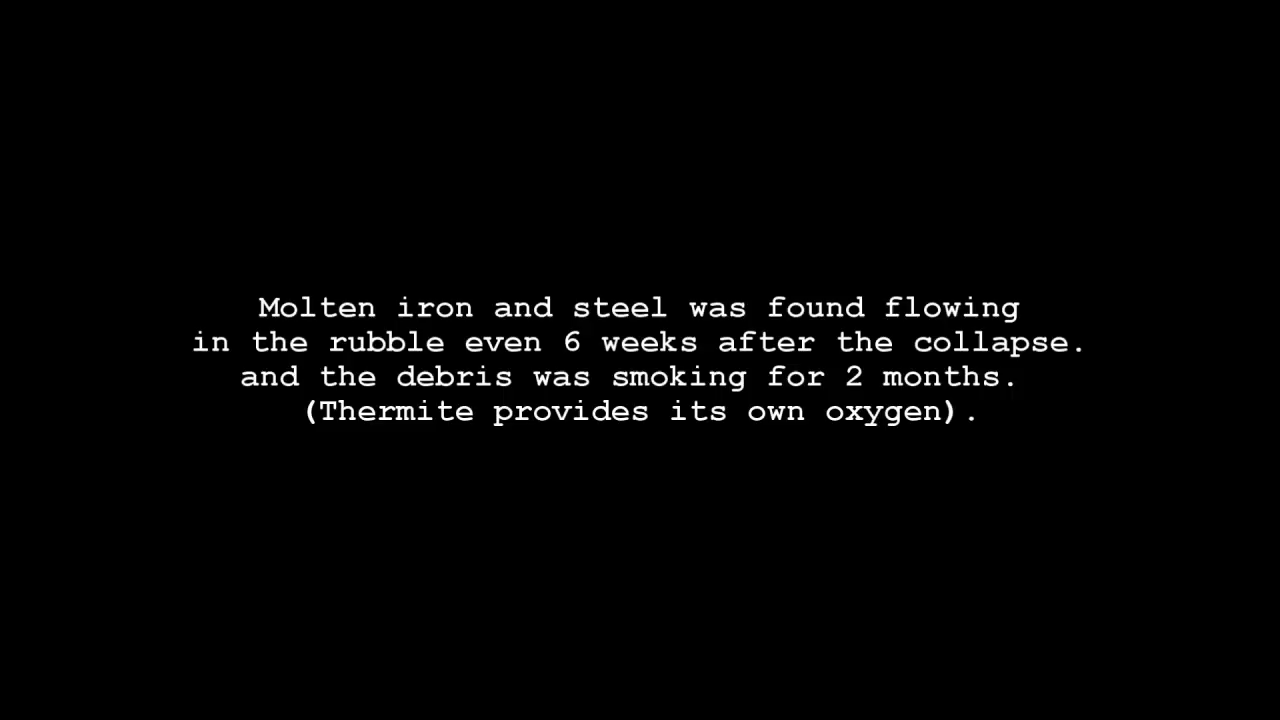 Molten iron and steel was found flowing
in the rubble even 6 weeks after the collapse.
and the debris was smoking for 2 months.
(Thermite provides its own oxygen).